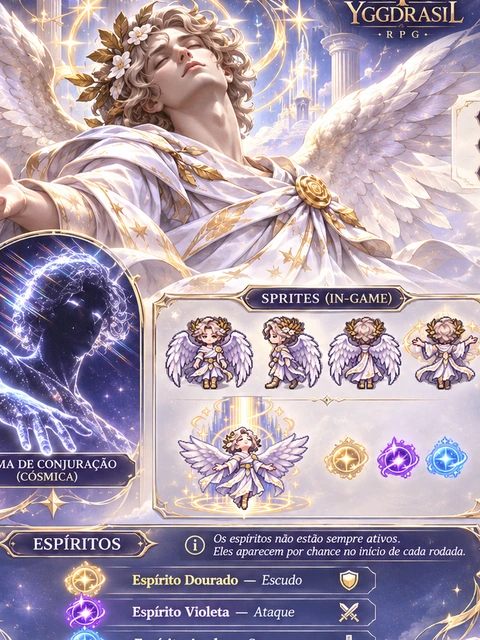 YGGDRASIL
• RPG •
SPRITES (IN-GAME)
MA DE CONJURAÇÃO
(CÓSMICA)
ESPÍRITOS
Os espíritos não estão sempre ativos.
Eles aparecem por chance no início de cada rodada.
Espírito Dourado — Escudo
Espírito Violeta — Ataque